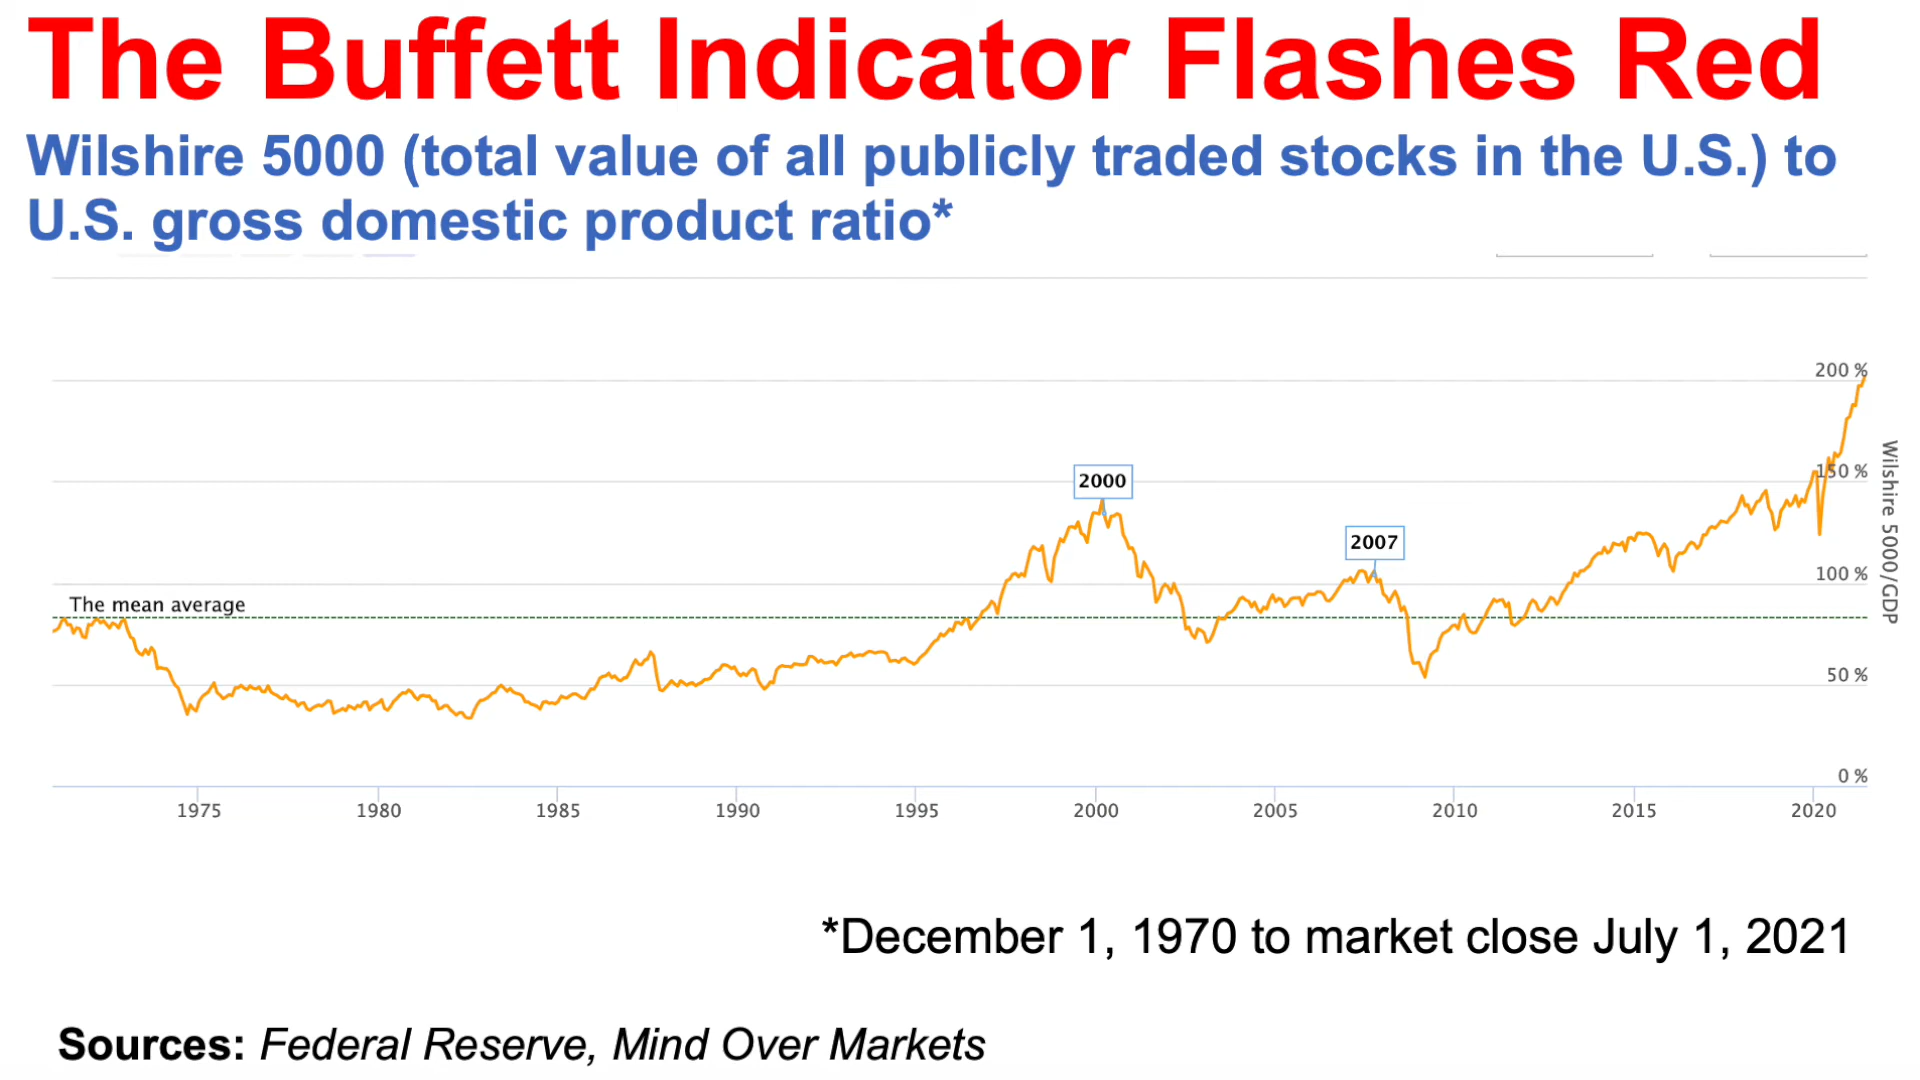 The Buffett Indicator Flashes Red
Wilshire 5000 (total value of all publicly traded stocks in the U.S.) to
U.S. gross domestic product ratio*
200 %
2000
150 %
2007
100 %
The mean average
50 %
0 %
Wilshire 5000/GDP
1975 1980 1985 1990 1995 2000 2005 2010 2015 2020
*December 1, 1970 to market close July 1, 2021
Sources: Federal Reserve, Mind Over Markets